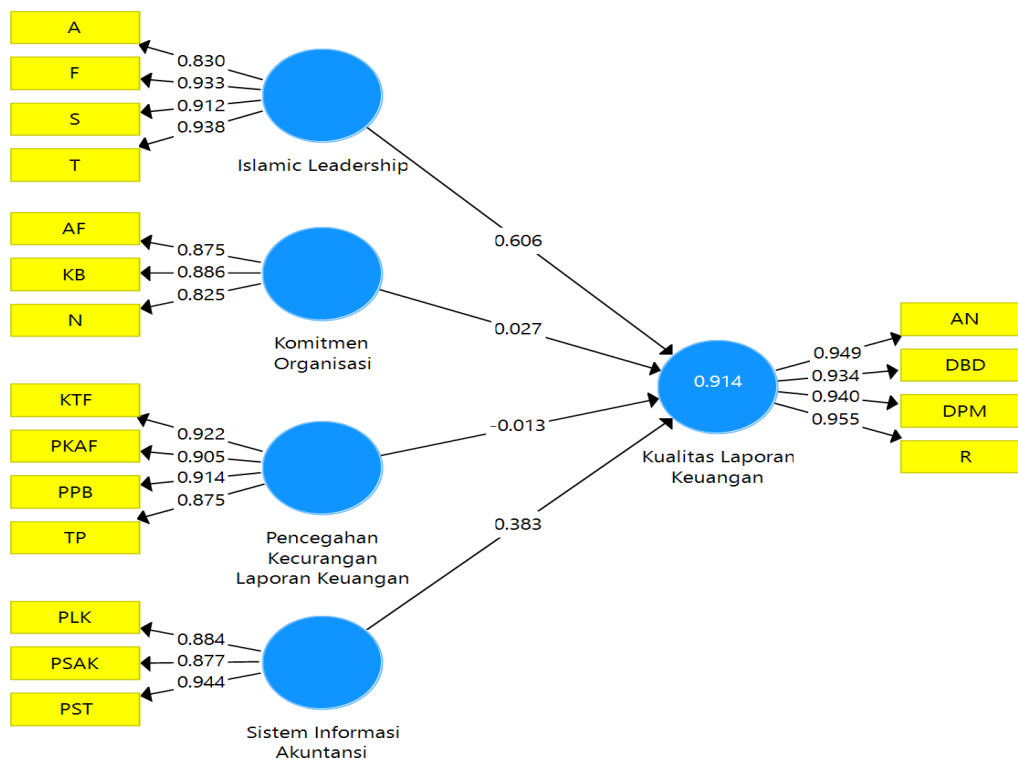 A
F
S
T
0.830
0.933
0.912
0.938
Islamic Leadership
AF
KB
N
0.875
0.886
0.825
Komitmen
Organisasi
KTF
PKAF
PPB
TP
0.922
0.905
0.914
0.875
Pencegahan
Kecurangan
Laporan Keuangan
PLK
PSAK
PST
0.884
0.877
0.944
Sistem Informasi
Akuntansi
0.606
0.027
-0.013
0.383
0.914
Kualitas Laporan
Keuangan
0.949
0.934
0.940
0.955
AN
DBD
DPM
R